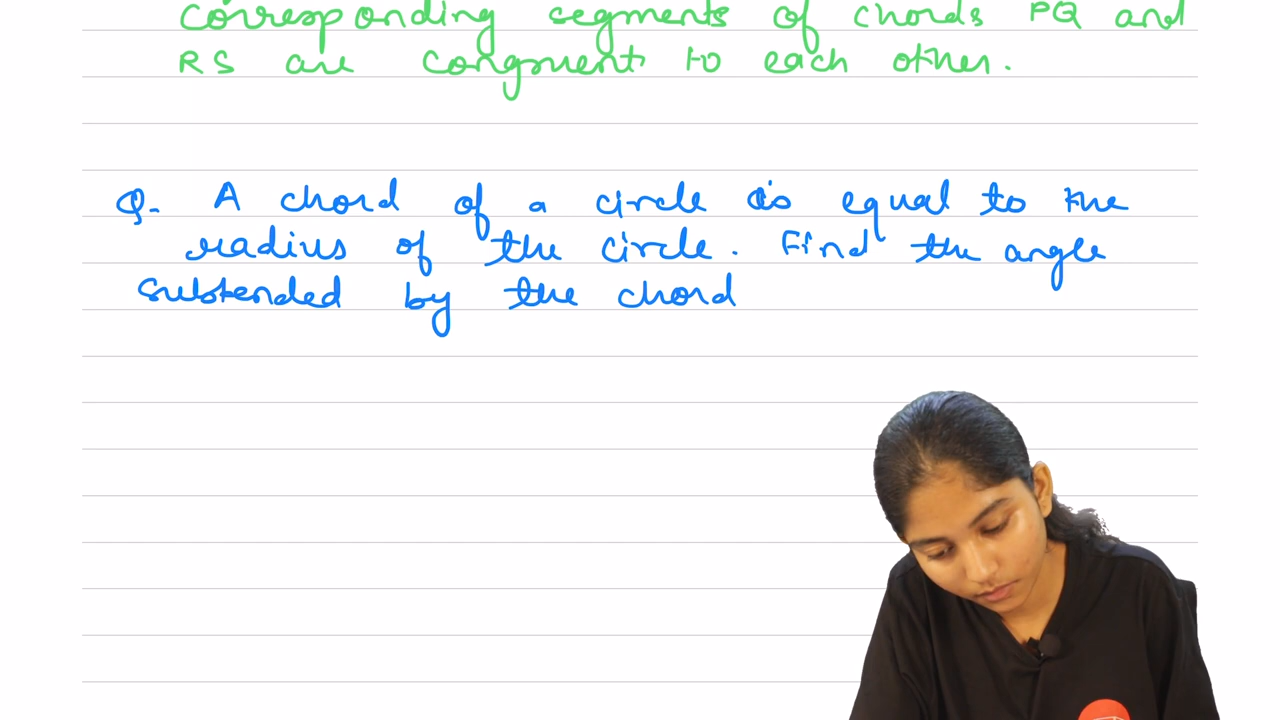 corresponding segments of chords PQ and
RS are congruent to each other.
Q. A chord of a circle is equal to the
radius of the circle. Find the angle
subtended by the chord